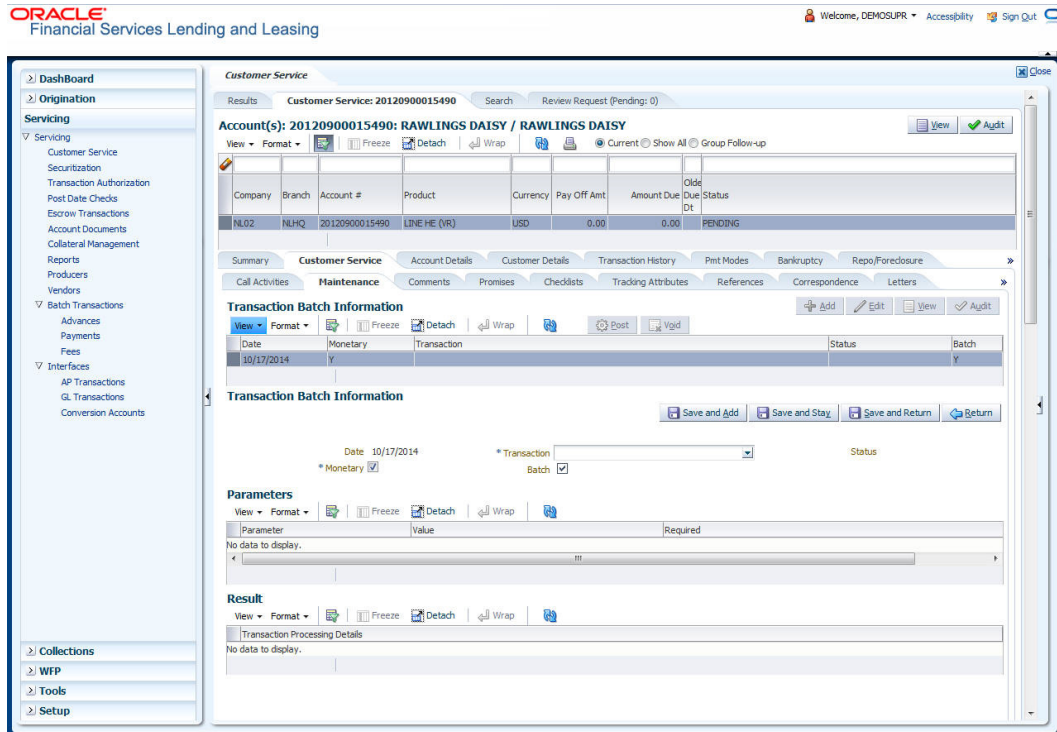 ORACLE
Financial Services Lending and Leasing
Welcome, DEMOSUPR Accessibility Sign Out
Close
DashBoard
Origination
Servicing
Servicing
Customer Service
Securitization
Transaction Authorization
Post Date Checks
Escrow Transactions
Account Documents
Collateral Management
Reports
Producers
Vendors
Batch Transactions
Advances
Payments
Fees
Interfaces
AP Transactions
GL Transactions
Conversion Accounts
Collections
WFP
Tools
Setup
Customer Service
Results Customer Service: 20120900015490 Search Review Request (Pending: 0)
Account(s): 20120900015490: RAWLINGS DAISY / RAWLINGS DAISY
View Audit
View Format Freeze Detach Wrap Current Show All Group Follow-up
Company Branch Account # Product Currency Pay Off Amt Amount Due Olde Due Dt Status
NL02 NLHQ 20120900015490 LINE HE (VR) USD 0.00 0.00 PENDING
Summary Customer Service Account Details Customer Details Transaction History Pmt Modes Bankruptcy Repo/Foreclosure »
Call Activities Maintenance Comments Promises Checklists Tracking Attributes References Correspondence Letters »
Transaction Batch Information
Add Edit View Audit
View Format Freeze Detach Wrap Post Void
Date Monetary Transaction Status Batch
10/17/2014 Y Y
Transaction Batch Information
Save and Add Save and Stay Save and Return Return
Date 10/17/2014 * Transaction Status
* Monetary Batch
Parameters
View Format Freeze Detach Wrap
Parameter Value Required
No data to display.
Result
View Format Freeze Detach Wrap
Transaction Processing Details
No data to display.